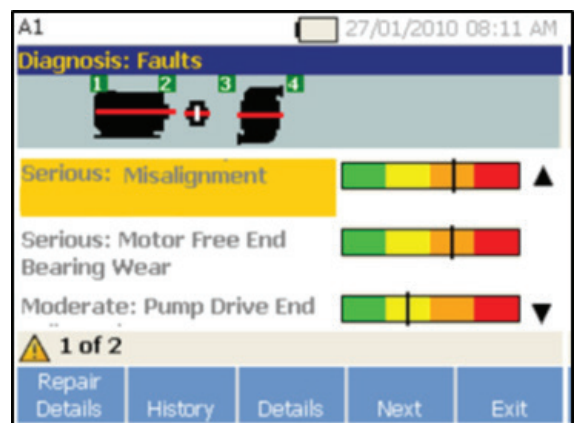 A1 27/01/2010 08:11 AM
Diagnosis: Faults
1 2 3 4
Serious: Misalignment
Serious: Motor Free End
Bearing Wear
Moderate: Pump Drive End
1 of 2
Repair
Details History Details Next Exit